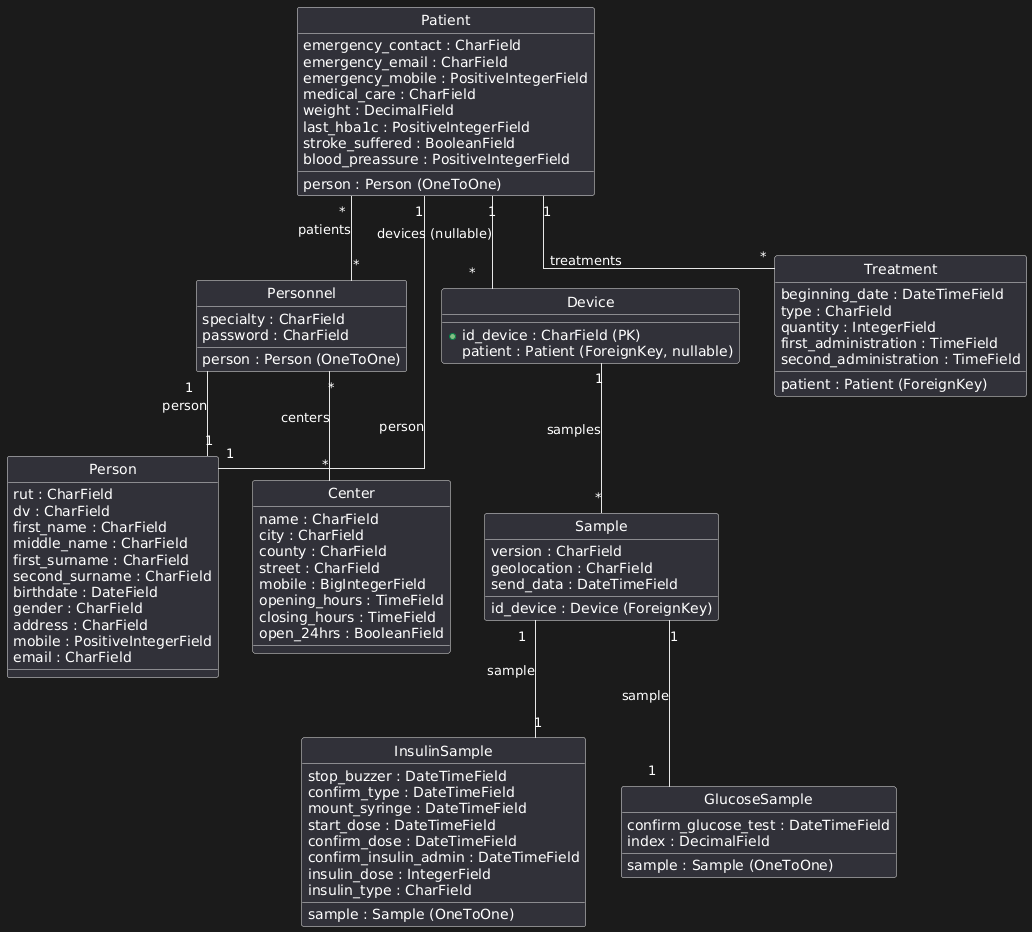 Patient
emergency_contact : CharField
emergency_email : CharField
emergency_mobile : PositiveIntegerField
medical_care : CharField
weight : DecimalField
last_hba1c : PositiveIntegerField
stroke_suffered : BooleanField
blood_preassure : PositiveIntegerField
person : Person (OneToOne)
*
patients
*
1
person
1
1
devices (nullable)
*
1
treatments
*
Personnel
specialty : CharField
password : CharField
person : Person (OneToOne)
1
person
1
*
centers
*
Device
id_device : CharField (PK)
patient : Patient (ForeignKey, nullable)
1
samples
*
Treatment
beginning_date : DateTimeField
type : CharField
quantity : IntegerField
first_administration : TimeField
second_administration : TimeField
patient : Patient (ForeignKey)
Person
rut : CharField
dv : CharField
first_name : CharField
middle_name : CharField
first_surname : CharField
second_surname : CharField
birthdate : DateField
gender : CharField
address : CharField
mobile : PositiveIntegerField
email : CharField
Center
name : CharField
city : CharField
county : CharField
street : CharField
mobile : BigIntegerField
opening_hours : TimeField
closing_hours : TimeField
open_24hrs : BooleanField
Sample
version : CharField
geolocation : CharField
send_data : DateTimeField
id_device : Device (ForeignKey)
1
sample
1
1
sample
1
InsulinSample
stop_buzzer : DateTimeField
confirm_type : DateTimeField
mount_syringe : DateTimeField
start_dose : DateTimeField
confirm_dose : DateTimeField
confirm_insulin_admin : DateTimeField
insulin_dose : IntegerField
insulin_type : CharField
sample : Sample (OneToOne)
GlucoseSample
confirm_glucose_test : DateTimeField
index : DecimalField
sample : Sample (OneToOne)